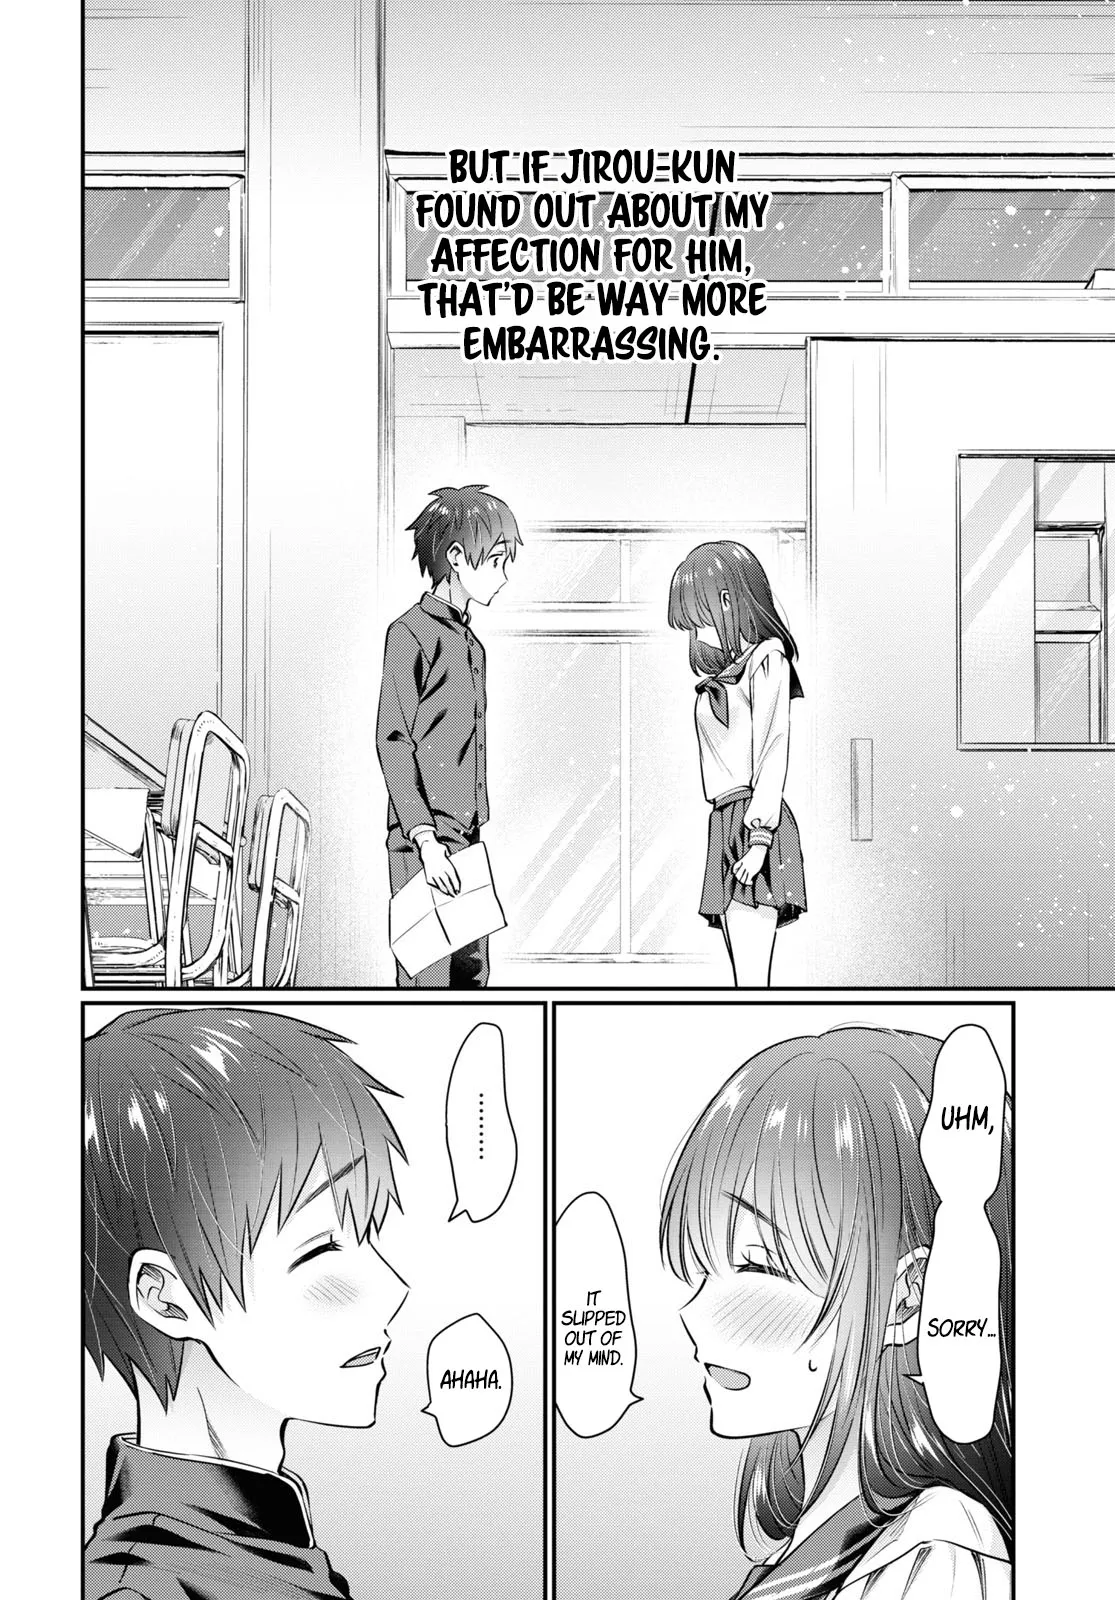 BUT IF JIROU-KUN
FOUND OUT ABOUT MY
AFFECTION FOR HIM,
THAT'D BE WAY MORE
EMBARRASSING.
UHM,
SORRY...
IT
SLIPPED
OUT OF
MY MIND.
.........
AHAHA.